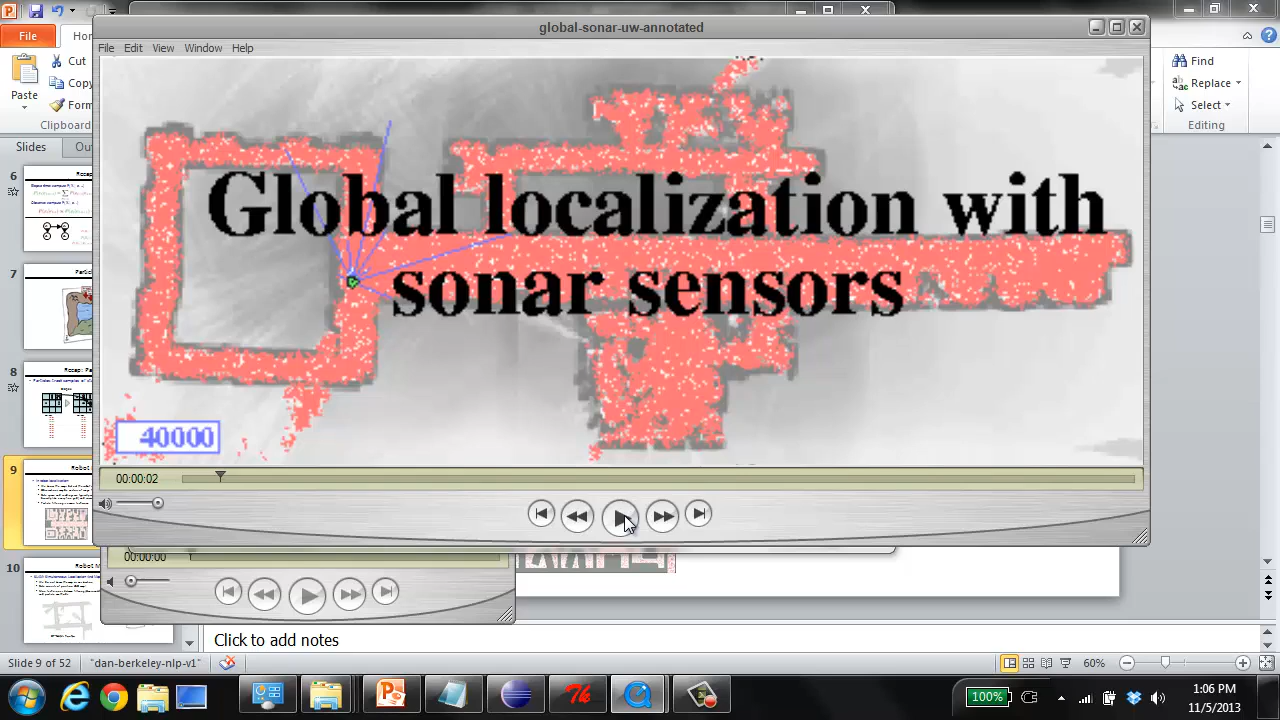 global-sonar-uw-annotated
File Edit View Window Help
File
Cut
Paste
Clipboard
Find
Replace
Select
Editing
Slides
6
7
8
9
10
Global localization with
sonar sensors
40000
00:00:02
00:00:00
Click to add notes
Slide 9 of 52 "dan-berkeley-nlp-v1" 60%
100% 1:06 PM
11/5/2013